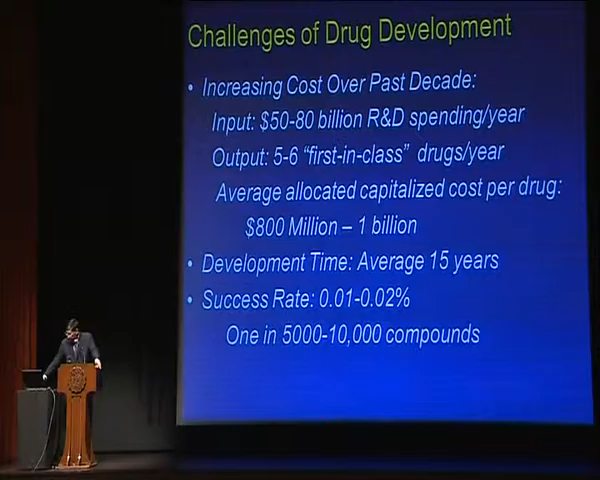 Challenges of Drug Development
• Increasing Cost Over Past Decade:
Input: $50-80 billion R&D spending/year
Output: 5-6 “first-in-class” drugs/year
Average allocated capitalized cost per drug:
$800 Million – 1 billion
• Development Time: Average 15 years
• Success Rate: 0.01-0.02%
One in 5000-10,000 compounds